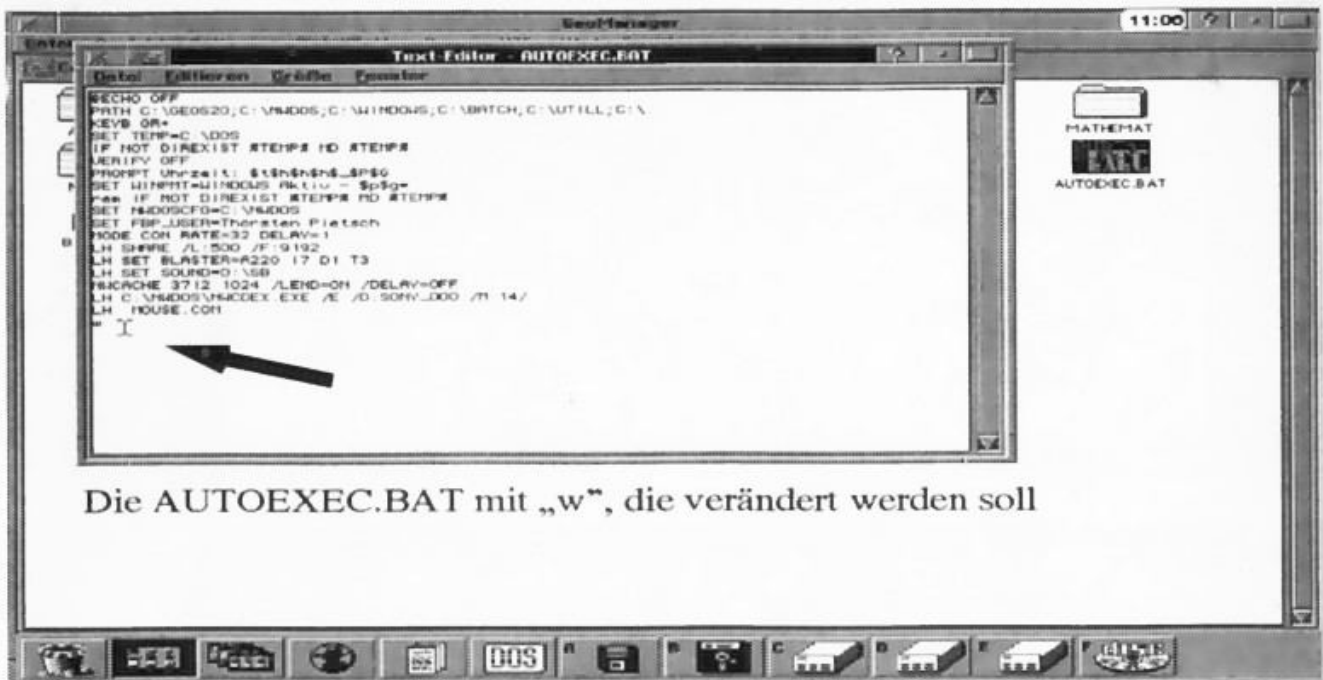 GeoManager
11:00
Text-Editor - AUTOEXEC.BAT
Datei Editieren Größe Fenster
@ECHO OFF
PATH C:\GEOS20;C:\NWDOS;C:\WINDOWS;C:\BATCH;C:\UTILL;C:\
KEYB GR+
SET TEMP=C:\DOS
IF NOT DIREXIST %TEMP% MD %TEMP%
VERIFY OFF
PROMPT Uhrzeit: $t$h$h$h$_$P$G
SET WINPMT=WINDOWS Aktiv - $p$g=
rem IF NOT DIREXIST %TEMP% MD %TEMP%
SET NWDOSCFG=C:\NWDOS
SET FBP_USER=Thorsten Pietsch
MODE CON RATE=32 DELAY=1
LH SHARE /L:500 /F:9192
LH SET BLASTER=A220 I7 D1 T3
LH SET SOUND=D:\SB
NWCACHE 3712 1024 /LEND=ON /DELAY=OFF
LH C:\NWDOS\NWCDEX.EXE /E /D:SONY_000 /M:14/
LH MOUSE.COM
w
MATHEMAT
AUTOEXEC.BAT
Die AUTOEXEC.BAT mit „w“, die verändert werden soll
DOS
A
B
C
D
E
F